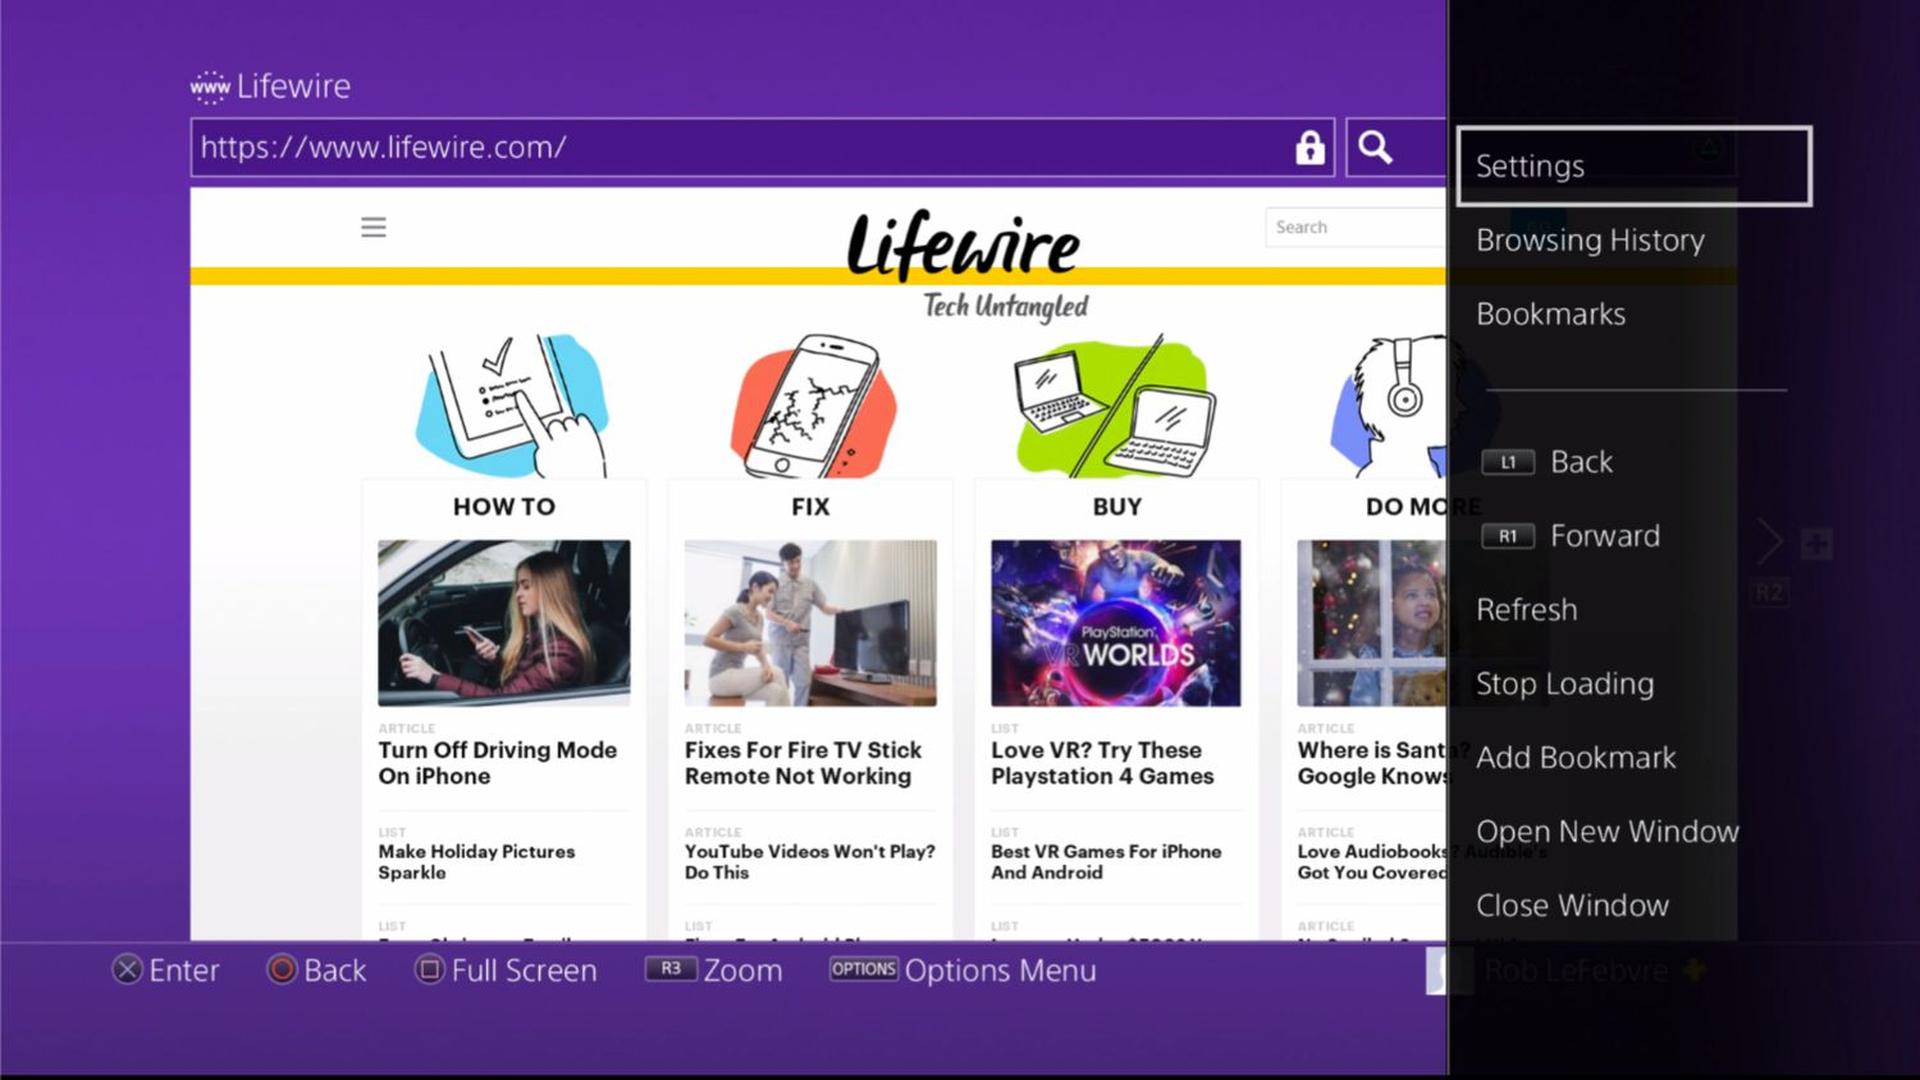 www Lifewire
https://www.lifewire.com/
Lifewire
Search
Tech Untangled
HOW TO
FIX
BUY
DO MORE
PlayStation
VR WORLDS
ARTICLE
Turn Off Driving Mode
On iPhone
LIST
Make Holiday Pictures
Sparkle
LIST
ARTICLE
Fixes For Fire TV Stick
Remote Not Working
ARTICLE
YouTube Videos Won't Play?
Do This
LIST
LIST
Love VR? Try These
Playstation 4 Games
LIST
Best VR Games For iPhone
And Android
LIST
ARTICLE
Where is Santa?
Google Knows
ARTICLE
Love Audiobooks? Audible's
Got You Covered
ARTICLE
Settings
Browsing History
Bookmarks
L1 Back
R1 Forward
Refresh
Stop Loading
Add Bookmark
Open New Window
Close Window
R2
Enter
Back
Full Screen
R3 Zoom
OPTIONS Options Menu
Rob LeFebvre